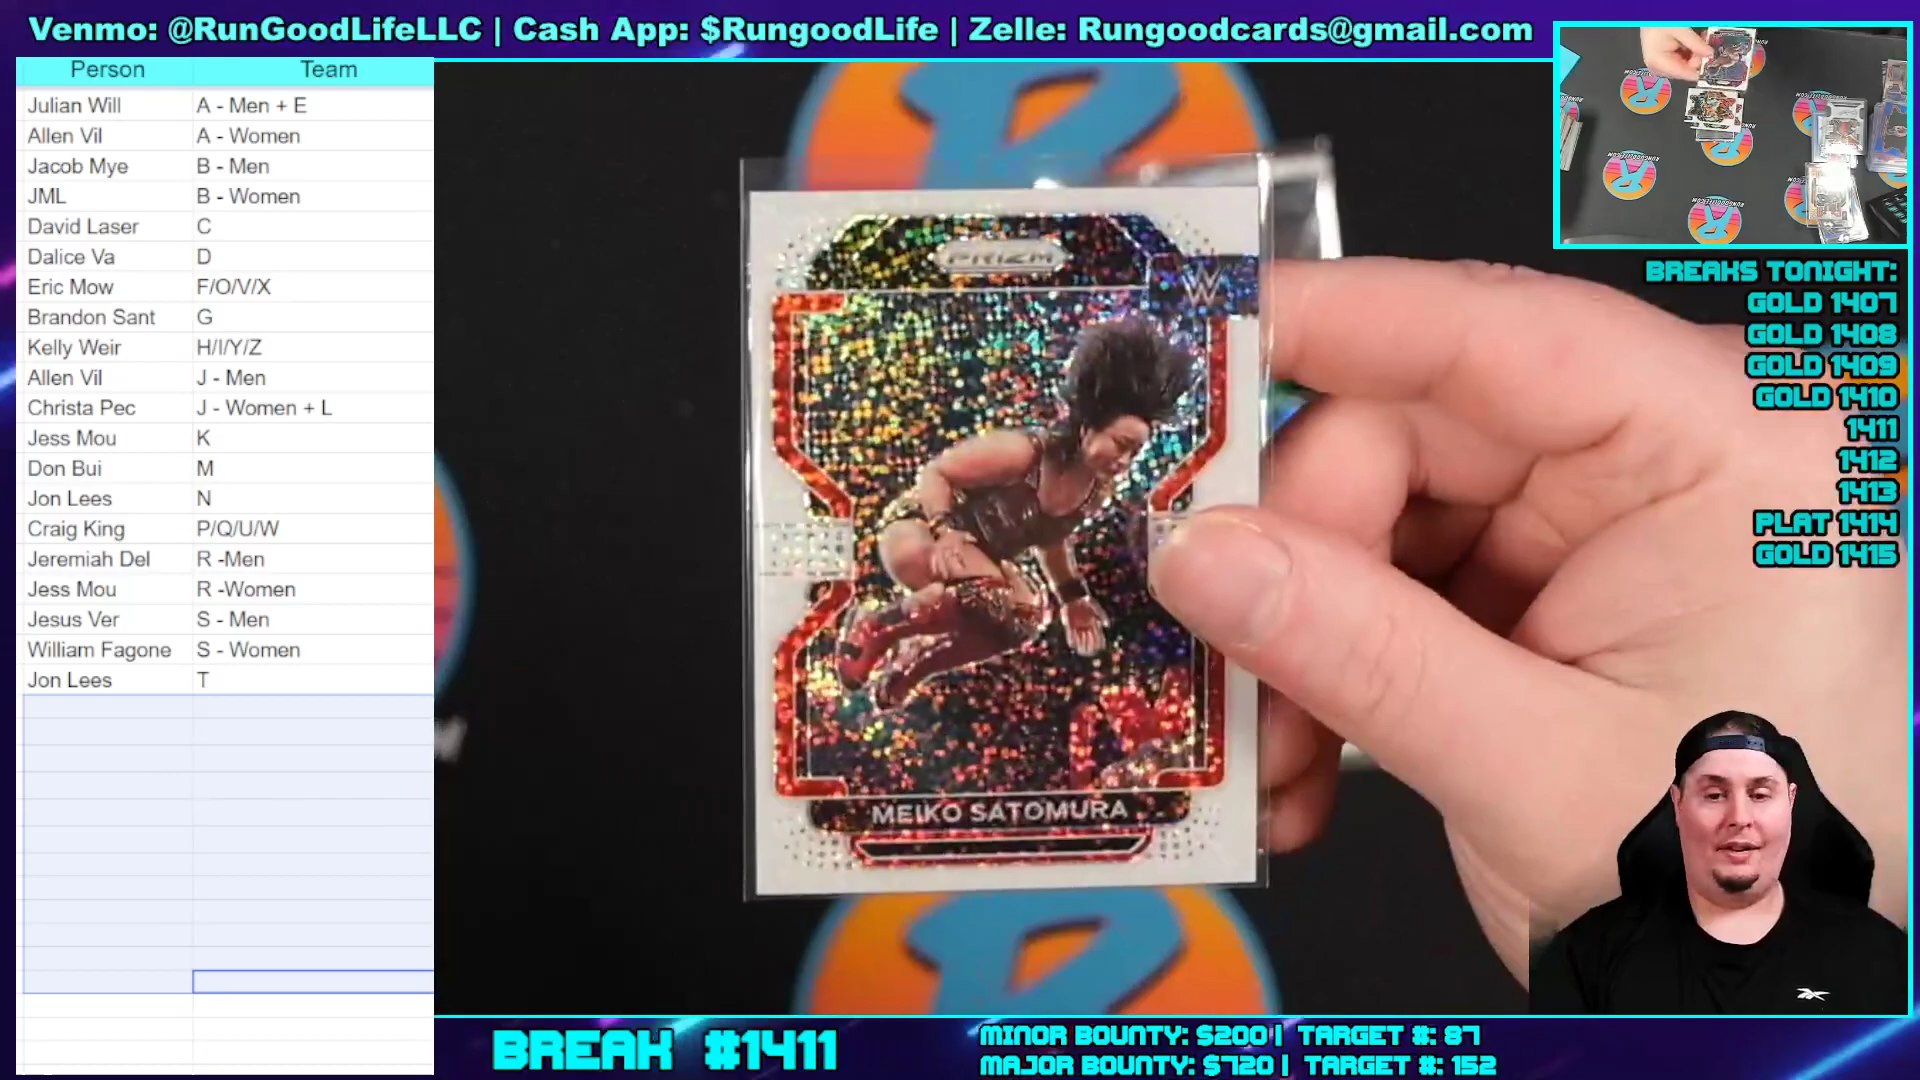 Venmo: @RunGoodLifeLLC | Cash App: $RungoodLife | Zelle: Rungoodcards@gmail.com
Person Team
Julian Will A - Men + E
Allen Vil A - Women
Jacob Mye B - Men
JML B - Women
David Laser C
Dalice Va D
Eric Mow F/O/V/X
Brandon Sant G
Kelly Weir H/I/Y/Z
Allen Vil J - Men
Christa Pec J - Women + L
Jess Mou K
Don Bui M
Jon Lees N
Craig King P/Q/U/W
Jeremiah Del R -Men
Jess Mou R -Women
Jesus Ver S - Men
William Fagone S - Women
Jon Lees T
PRIZM
W
MEIKO SATOMURA
BREAKS TONIGHT:
GOLD 1407
GOLD 1408
GOLD 1409
GOLD 1410
1411
1412
1413
PLAT 1414
GOLD 1415
BREAK #1411
MINOR BOUNTY: $200 | TARGET #: 87
MAJOR BOUNTY: $720 | TARGET #: 152